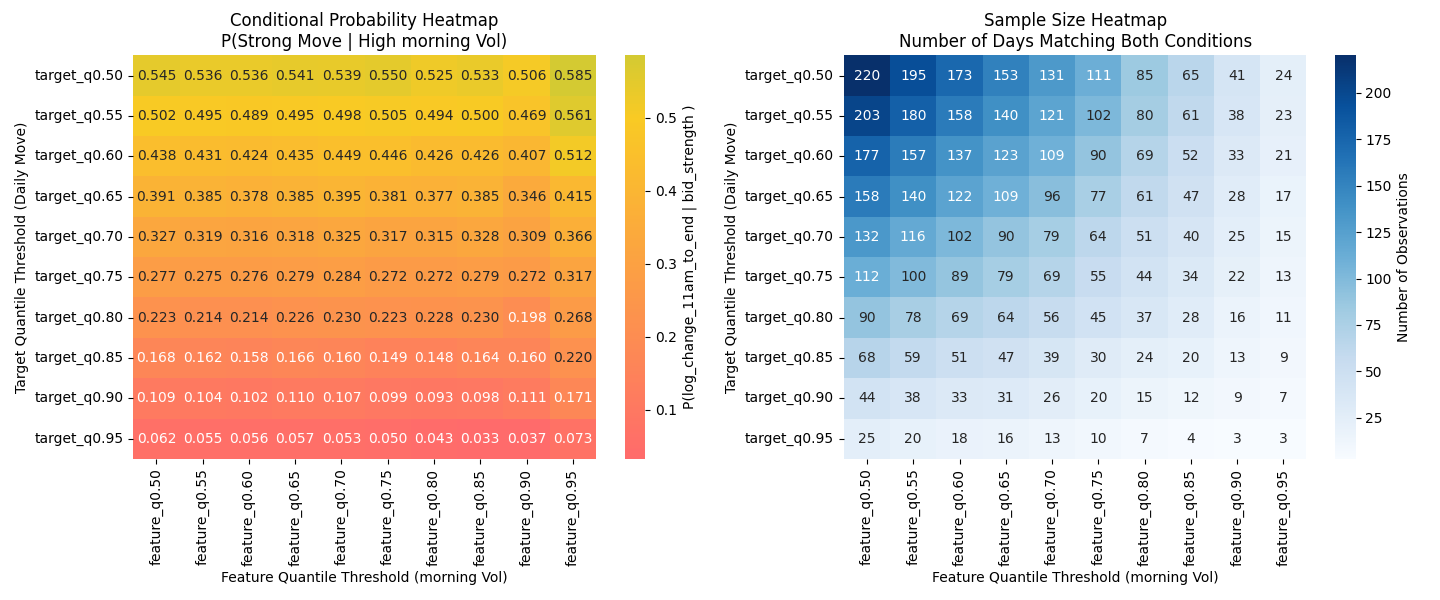 Conditional Probability Heatmap
P(Strong Move | High morning Vol)
Target Quantile Threshold (Daily Move)
target_q0.50 0.545 0.536 0.536 0.541 0.539 0.550 0.525 0.533 0.506 0.585
target_q0.55 0.502 0.495 0.489 0.495 0.498 0.505 0.494 0.500 0.469 0.561
target_q0.60 0.438 0.431 0.424 0.435 0.449 0.446 0.426 0.426 0.407 0.512
target_q0.65 0.391 0.385 0.378 0.385 0.395 0.381 0.377 0.385 0.346 0.415
target_q0.70 0.327 0.319 0.316 0.318 0.325 0.317 0.315 0.328 0.309 0.366
target_q0.75 0.277 0.275 0.276 0.279 0.284 0.272 0.272 0.279 0.272 0.317
target_q0.80 0.223 0.214 0.214 0.226 0.230 0.223 0.228 0.230 0.198 0.268
target_q0.85 0.168 0.162 0.158 0.166 0.160 0.149 0.148 0.164 0.160 0.220
target_q0.90 0.109 0.104 0.102 0.110 0.107 0.099 0.093 0.098 0.111 0.171
target_q0.95 0.062 0.055 0.056 0.057 0.053 0.050 0.043 0.033 0.037 0.073
feature_q0.50 feature_q0.55 feature_q0.60 feature_q0.65 feature_q0.70 feature_q0.75 feature_q0.80 feature_q0.85 feature_q0.90 feature_q0.95
Feature Quantile Threshold (morning Vol)
0.5
0.4
0.3
0.2
0.1
P(log_change_11am_to_end | bid_strength )
Sample Size Heatmap
Number of Days Matching Both Conditions
Target Quantile Threshold (Daily Move)
target_q0.50 220 195 173 153 131 111 85 65 41 24
target_q0.55 203 180 158 140 121 102 80 61 38 23
target_q0.60 177 157 137 123 109 90 69 52 33 21
target_q0.65 158 140 122 109 96 77 61 47 28 17
target_q0.70 132 116 102 90 79 64 51 40 25 15
target_q0.75 112 100 89 79 69 55 44 34 22 13
target_q0.80 90 78 69 64 56 45 37 28 16 11
target_q0.85 68 59 51 47 39 30 24 20 13 9
target_q0.90 44 38 33 31 26 20 15 12 9 7
target_q0.95 25 20 18 16 13 10 7 4 3 3
feature_q0.50 feature_q0.55 feature_q0.60 feature_q0.65 feature_q0.70 feature_q0.75 feature_q0.80 feature_q0.85 feature_q0.90 feature_q0.95
Feature Quantile Threshold (morning Vol)
200
175
150
125
100
75
50
25
Number of Observations